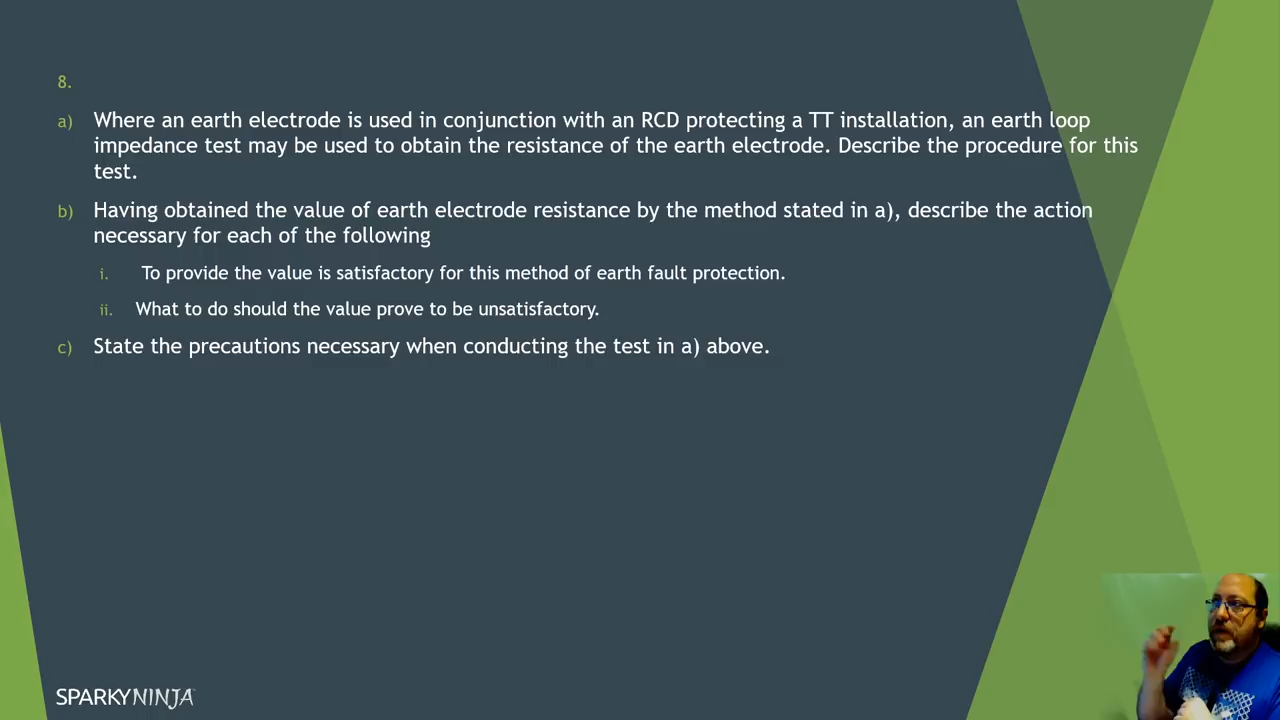 8.
a) Where an earth electrode is used in conjunction with an RCD protecting a TT installation, an earth loop
impedance test may be used to obtain the resistance of the earth electrode. Describe the procedure for this
test.
b) Having obtained the value of earth electrode resistance by the method stated in a), describe the action
necessary for each of the following
i. To provide the value is satisfactory for this method of earth fault protection.
ii. What to do should the value prove to be unsatisfactory.
c) State the precautions necessary when conducting the test in a) above.
SPARKYNINJA